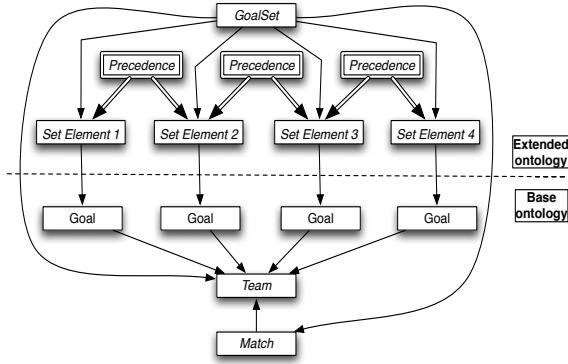 GoalSet
Precedence
Precedence
Precedence
Set Element 1
Set Element 2
Set Element 3
Set Element 4
Extended
ontology
Base
ontology
Goal
Goal
Goal
Goal
Team
Match